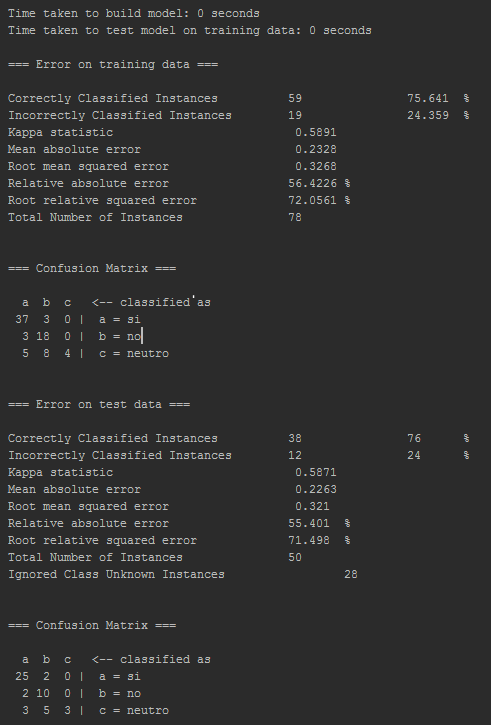 Time taken to build model: 0 seconds
Time taken to test model on training data: 0 seconds
=== Error on training data ===
Correctly Classified Instances 59 75.641 %
Incorrectly Classified Instances 19 24.359 %
Kappa statistic 0.5891
Mean absolute error 0.2328
Root mean squared error 0.3268
Relative absolute error 56.4226 %
Root relative squared error 72.0561 %
Total Number of Instances 78
=== Confusion Matrix ===
a b c <-- classified as
37 3 0 | a = si
3 18 0 | b = no
5 8 4 | c = neutro
=== Error on test data ===
Correctly Classified Instances 38 76 %
Incorrectly Classified Instances 12 24 %
Kappa statistic 0.5871
Mean absolute error 0.2263
Root mean squared error 0.321
Relative absolute error 55.401 %
Root relative squared error 71.498 %
Total Number of Instances 50
Ignored Class Unknown Instances 28
=== Confusion Matrix ===
a b c <-- classified as
25 2 0 | a = si
2 10 0 | b = no
3 5 3 | c = neutro